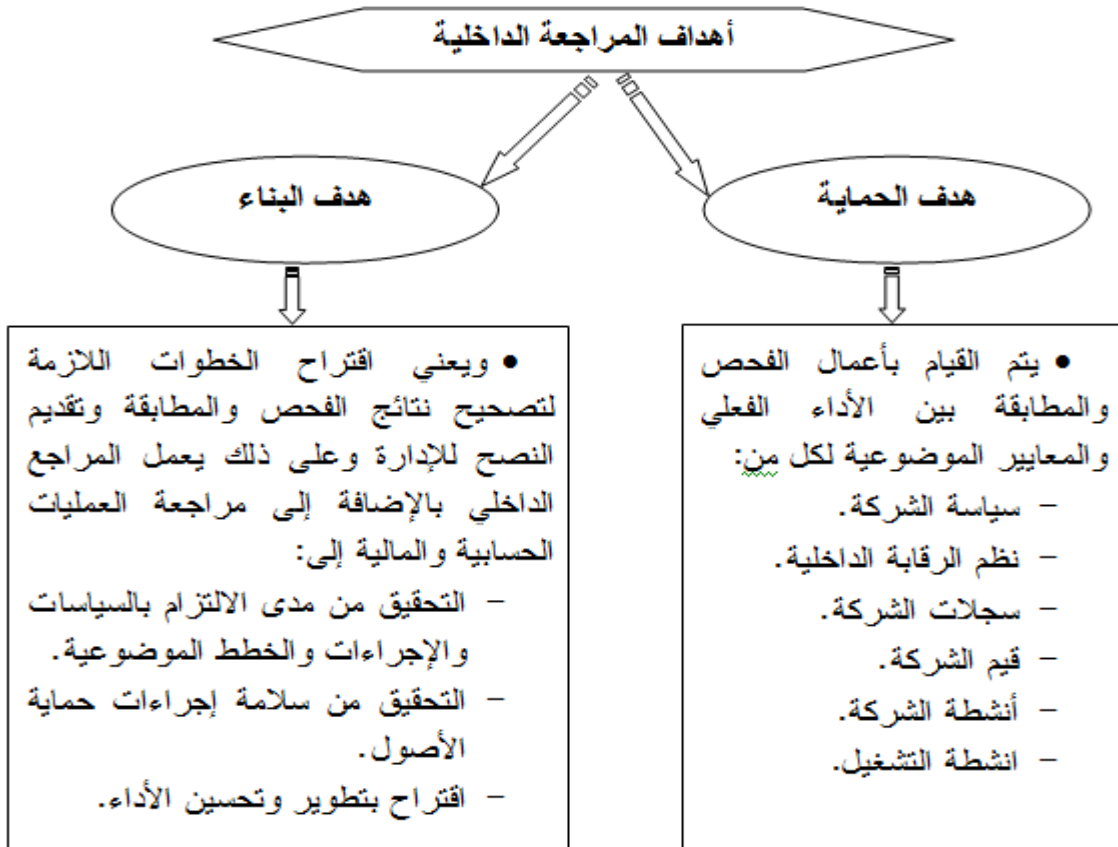 أهداف المراجعة الداخلية
هدف الحماية
هدف البناء
• يتم القيام بأعمال الفحص
والمطابقة بين الأداء الفعلي
والمعايير الموضوعية لكل من:
– سياسة الشركة.
– نظم الرقابة الداخلية.
– سجلات الشركة.
– قيم الشركة.
– أنشطة الشركة.
– انشطة التشغيل.
• ويعني اقتراح الخطوات اللازمة
لتصحيح نتائج الفحص والمطابقة وتقديم
النصح للإدارة وعلى ذلك يعمل المراجع
الداخلي بالإضافة إلى مراجعة العمليات
الحسابية والمالية إلى:
– التحقيق من مدى الالتزام بالسياسات
والإجراءات والخطط الموضوعية.
– التحقيق من سلامة إجراءات حماية
الأصول.
– اقتراح بتطوير وتحسين الأداء.